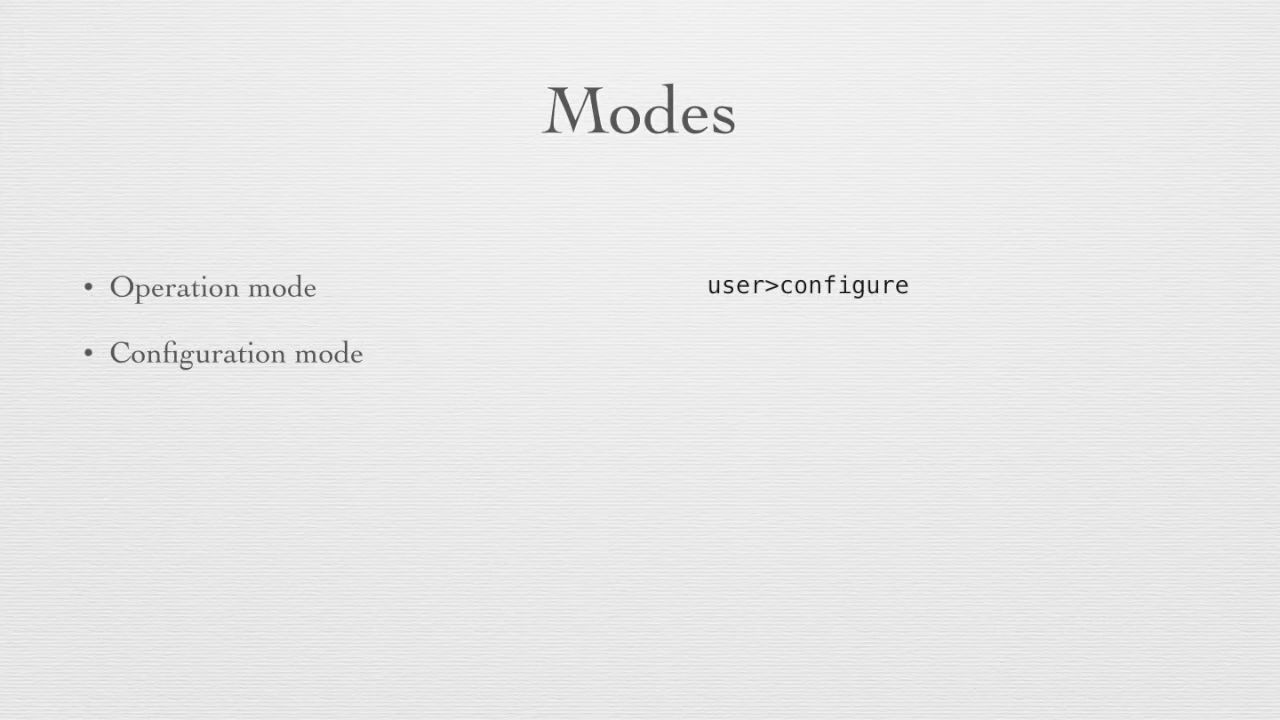 Modes
• Operation mode
• Configuration mode
user>configure